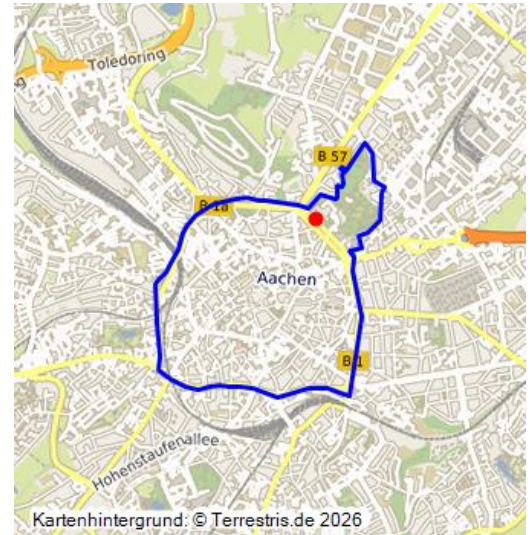 Toledoring
B 57
B 1a
Aachen
B 1
Hohenstaufenallee
Kartenhintergrund: © Terrestris.de 2026